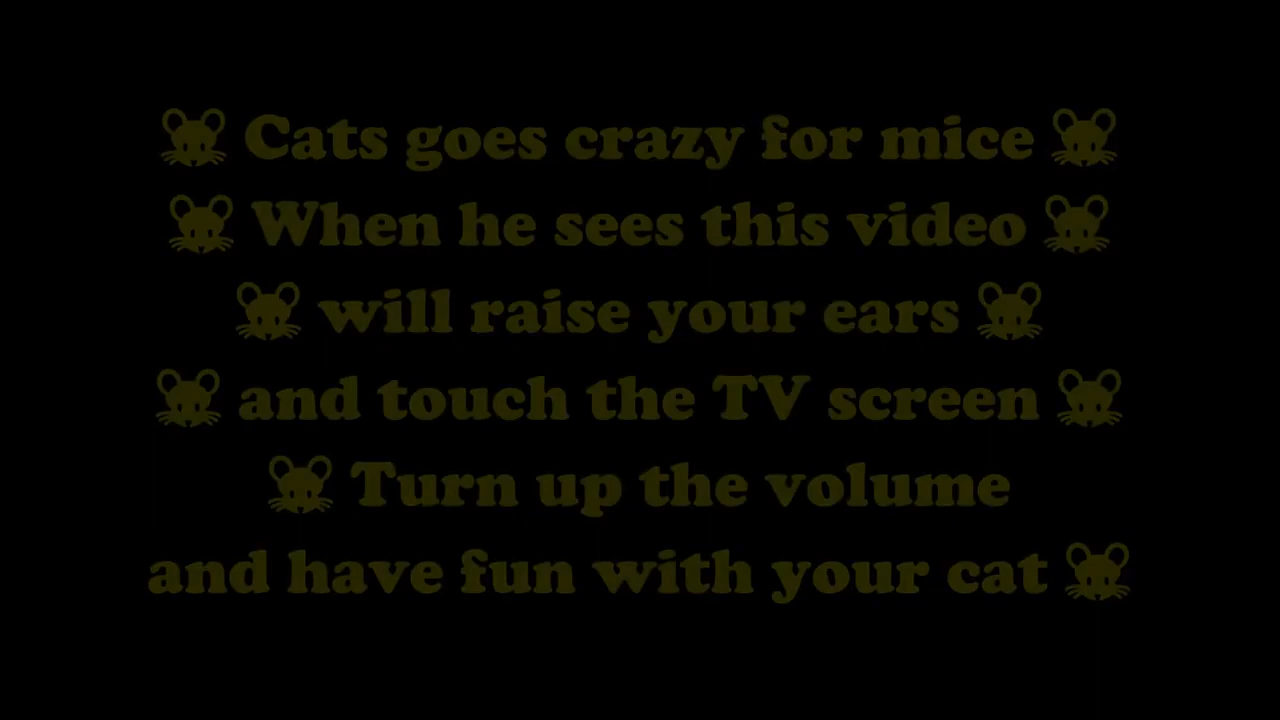 🐭 Cats goes crazy for mice 🐭
🐭 When he sees this video 🐭
🐭 will raise your ears 🐭
🐭 and touch the TV screen 🐭
🐭 Turn up the volume
and have fun with your cat 🐭